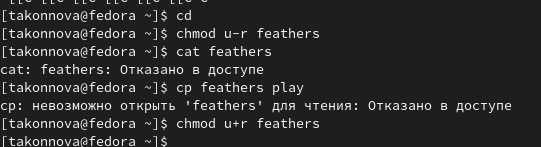 [takonnova@fedora ~]$ cd
[takonnova@fedora ~]$ chmod u-r feathers
[takonnova@fedora ~]$ cat feathers
cat: feathers: Отказано в доступе
[takonnova@fedora ~]$ cp feathers play
cp: невозможно открыть 'feathers' для чтения: Отказано в доступе
[takonnova@fedora ~]$ chmod u+r feathers
[takonnova@fedora ~]$